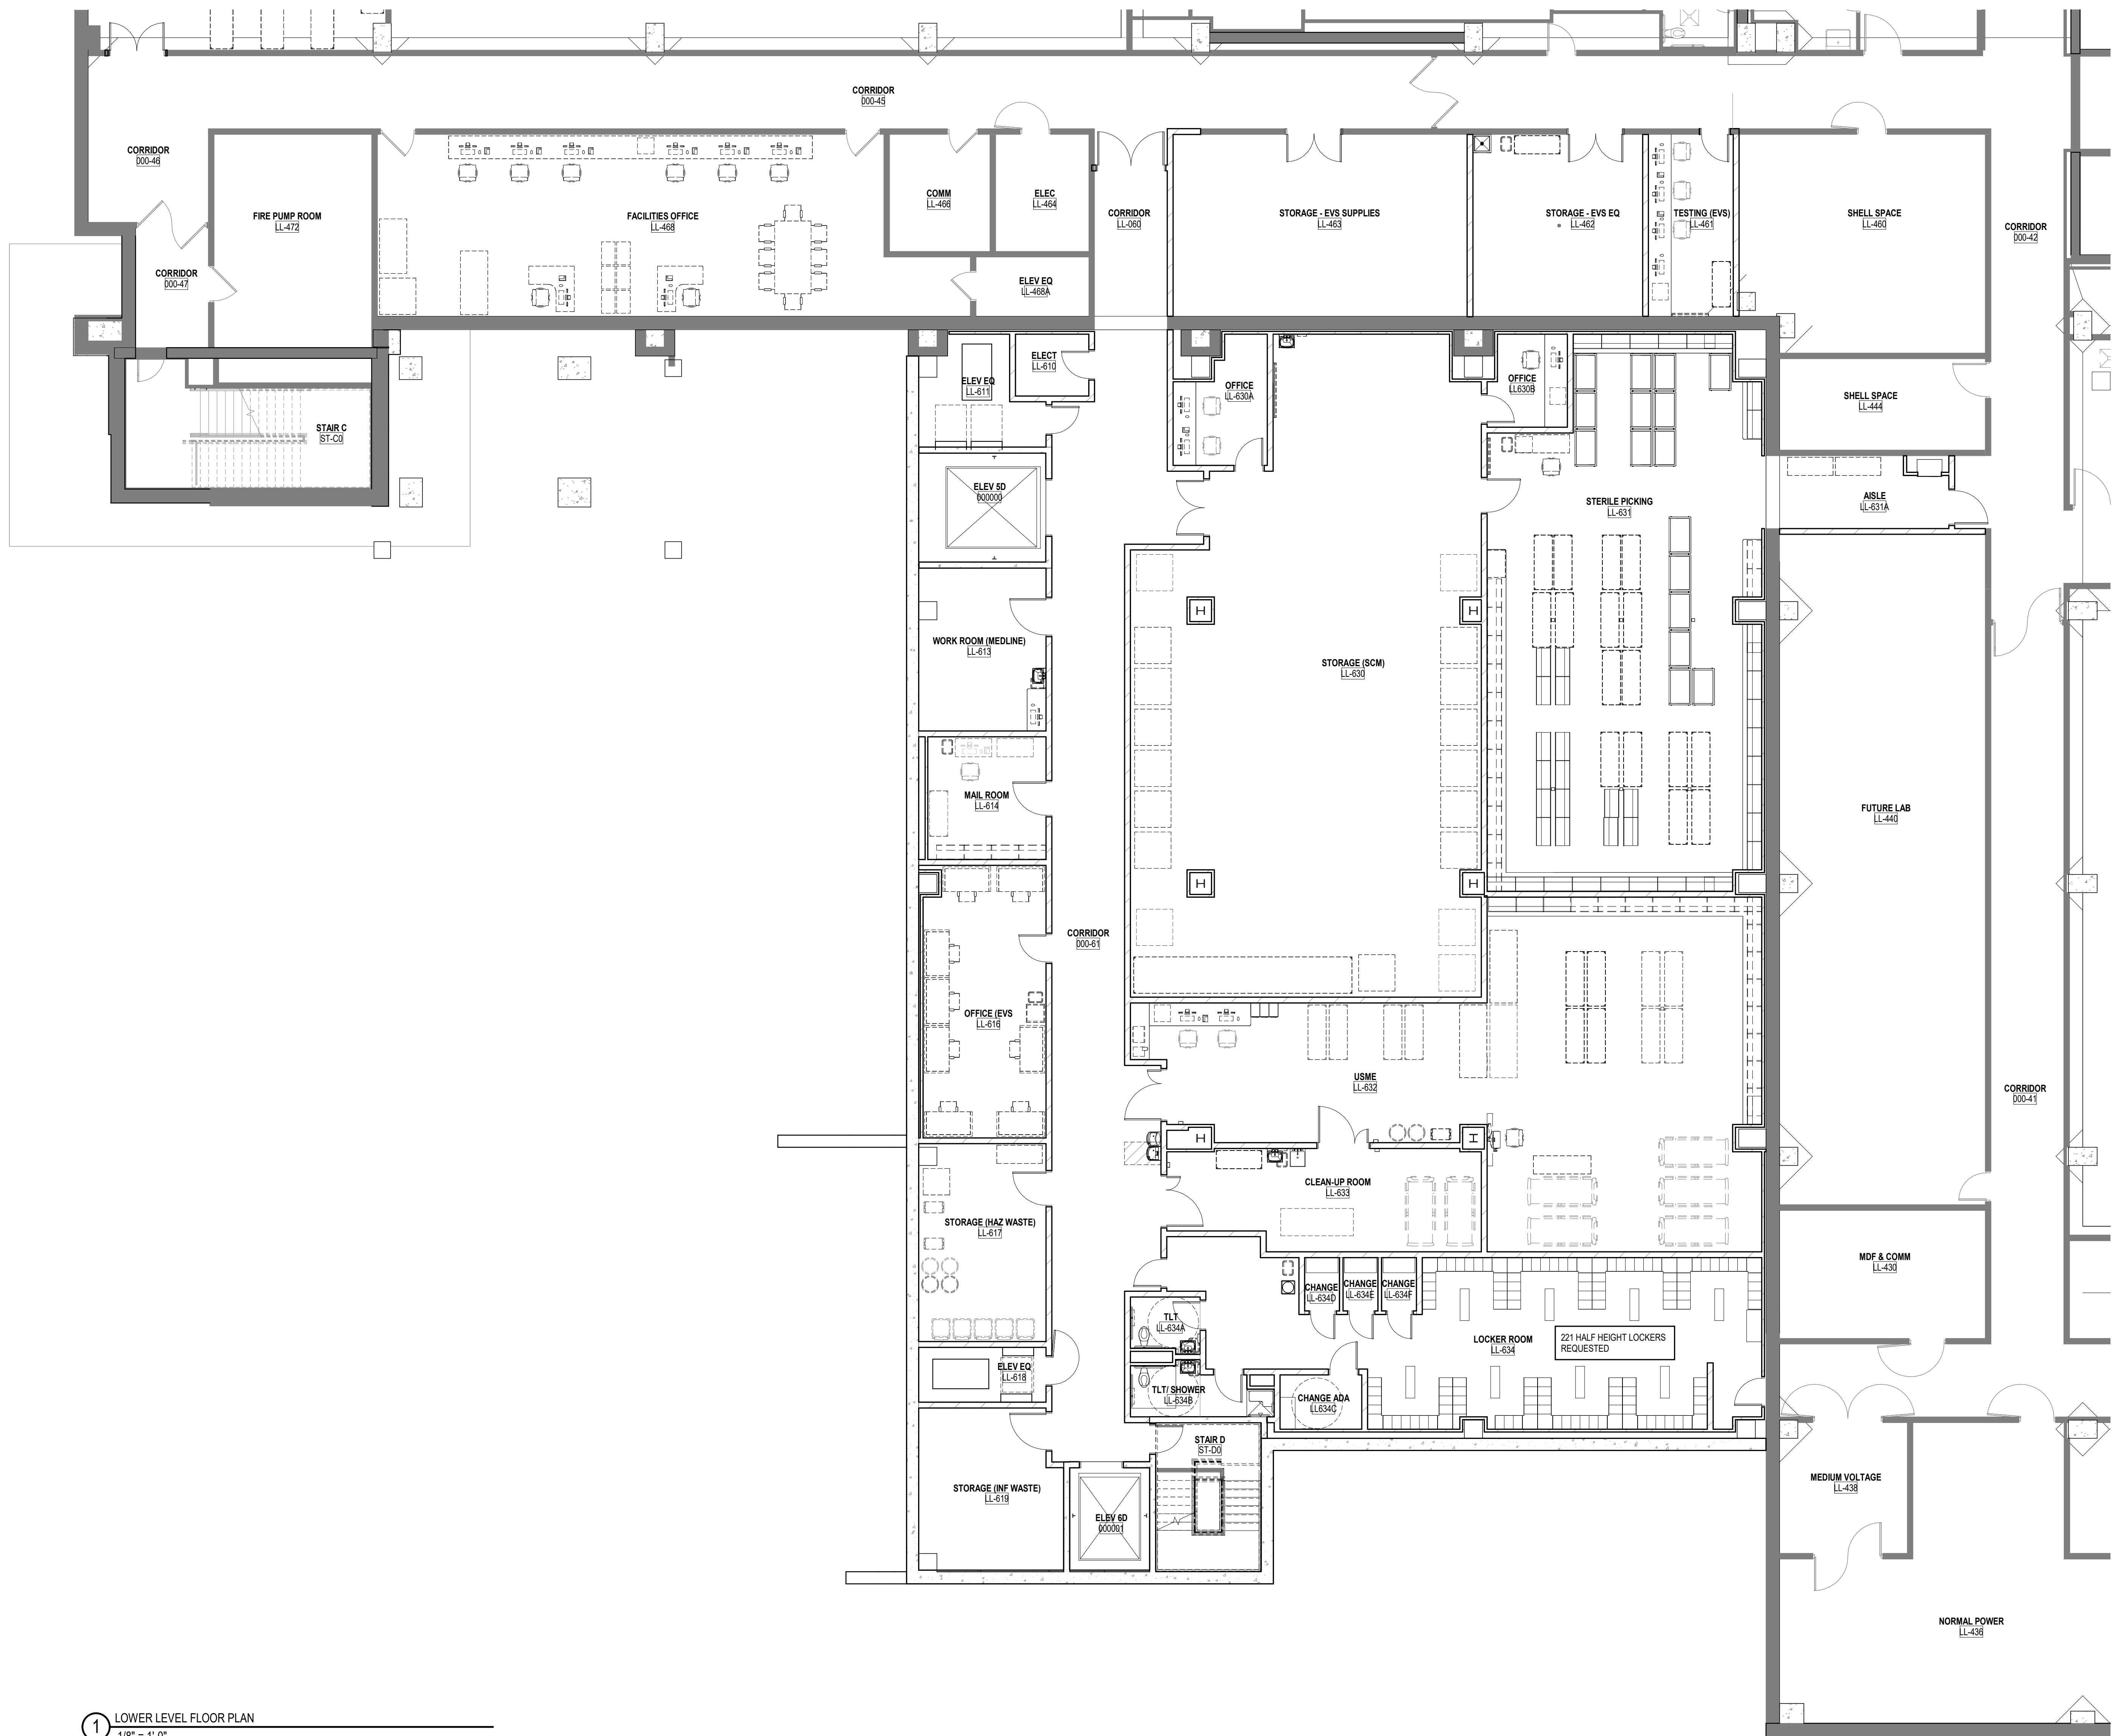 CORRIDOR
000-45
CORRIDOR
000-46
FIRE PUMP ROOM
LL-472
FACILITIES OFFICE
LL-468
COMM
LL-466
ELEC
LL-464
CORRIDOR
LL-060
STORAGE - EVS SUPPLIES
LL-463
STORAGE - EVS EQ
LL-462
TESTING (EVS)
LL-461
SHELL SPACE
LL-460
CORRIDOR
000-42
CORRIDOR
000-47
ELEV EQ
LL-468A
ELEV EQ
LL-611
ELECT
LL-610
OFFICE
LL-630A
OFFICE
LL630B
SHELL SPACE
LL-444
STAIR C
ST-C0
ELEV 5D
000000
STERILE PICKING
LL-631
AISLE
LL-631A
WORK ROOM (MEDLINE)
LL-613
STORAGE (SCM)
LL-630
MAIL ROOM
LL-614
FUTURE LAB
LL-440
CORRIDOR
000-61
OFFICE (EVS
LL-616
USME
LL-632
CORRIDOR
000-41
CLEAN-UP ROOM
LL-633
STORAGE (HAZ WASTE)
LL-617
MDF & COMM
LL-430
CHANGE
LL-634D
CHANGE
LL-634E
CHANGE
LL-634F
TLT
LL-634A
LOCKER ROOM
LL-634
221 HALF HEIGHT LOCKERS
REQUESTED
ELEV EQ
LL-618
TLT/ SHOWER
LL-634B
CHANGE ADA
LL634C
STAIR D
ST-D0
STORAGE (INF WASTE)
LL-619
ELEV 6D
000001
MEDIUM VOLTAGE
LL-438
NORMAL POWER
LL-436
1 LOWER LEVEL FLOOR PLAN
1/8" = 1'-0"